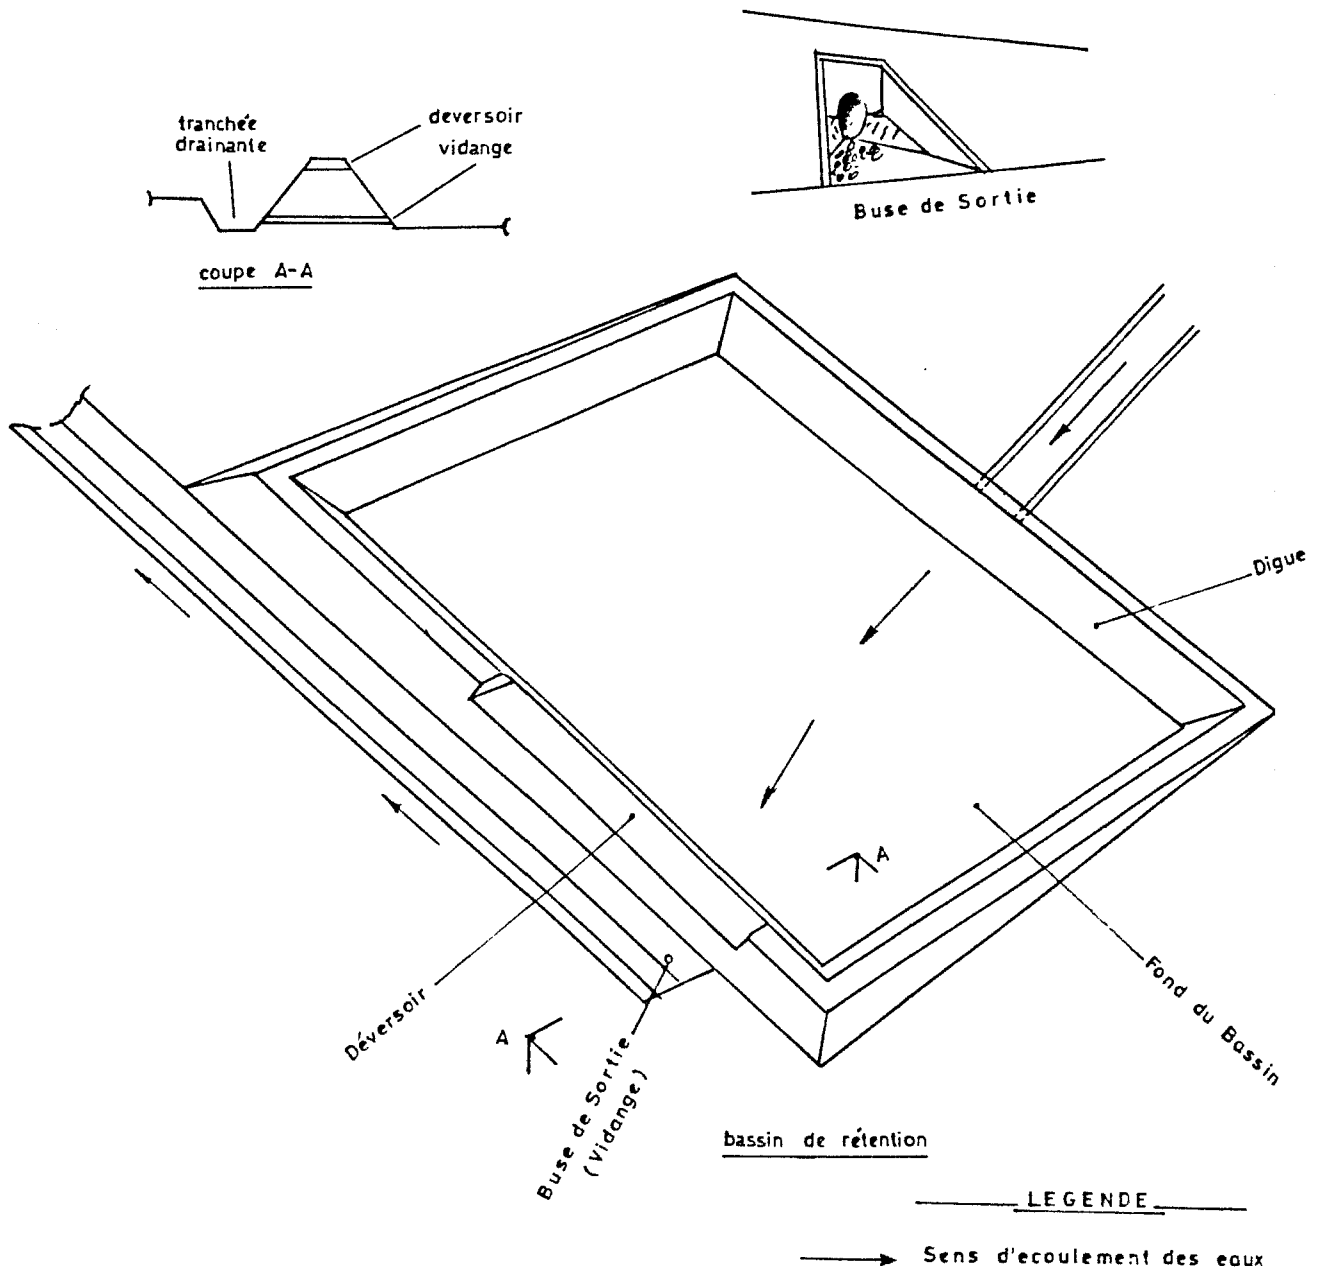 tranchée
drainante
deversoir
vidange
coupe A-A
Buse de Sortie
Digue
A
Fond du Bassin
Déversoir
A
Buse de Sortie
(Vidange)
bassin de rétention
LEGENDE
Sens d'ecoulement des eaux